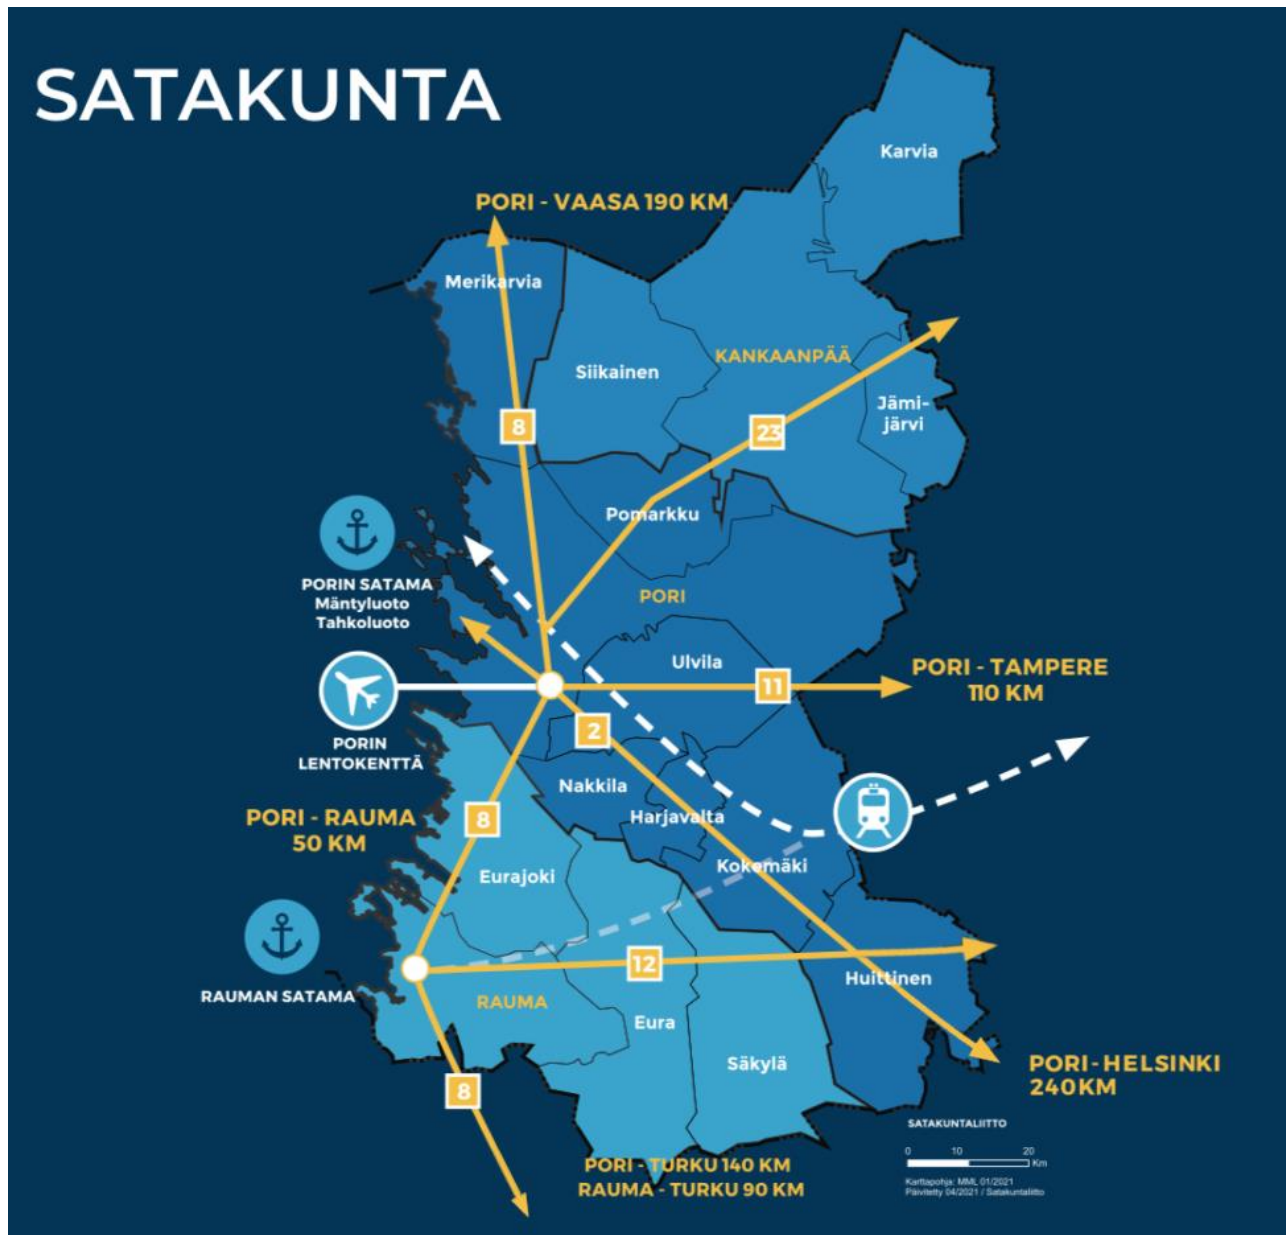 SATAKUNTA
Karvia
PORI - VAASA 190 KM
Merikarvia
KANKAANPÄÄ
Siikainen
Jämi-
järvi
8
23
Pomarkku
PORIN SATAMA
Mäntyluoto
Tahkoluoto
PORI
Ulvila
PORI - TAMPERE
110 KM
11
2
PORIN
LENTOKENTTÄ
Nakkila
PORI - RAUMA
50 KM
8
Harjavalta
Kokemäki
Eurajoki
12
Huittinen
RAUMAN SATAMA
RAUMA
Eura
Säkylä
PORI-HELSINKI
240KM
8
SATAKUNTALIITTO
0 10 20
Km
PORI - TURKU 140 KM
RAUMA - TURKU 90 KM
Karttapohja: MML 01/2021
Päivitetty 04/2021 / Satakuntaliitto